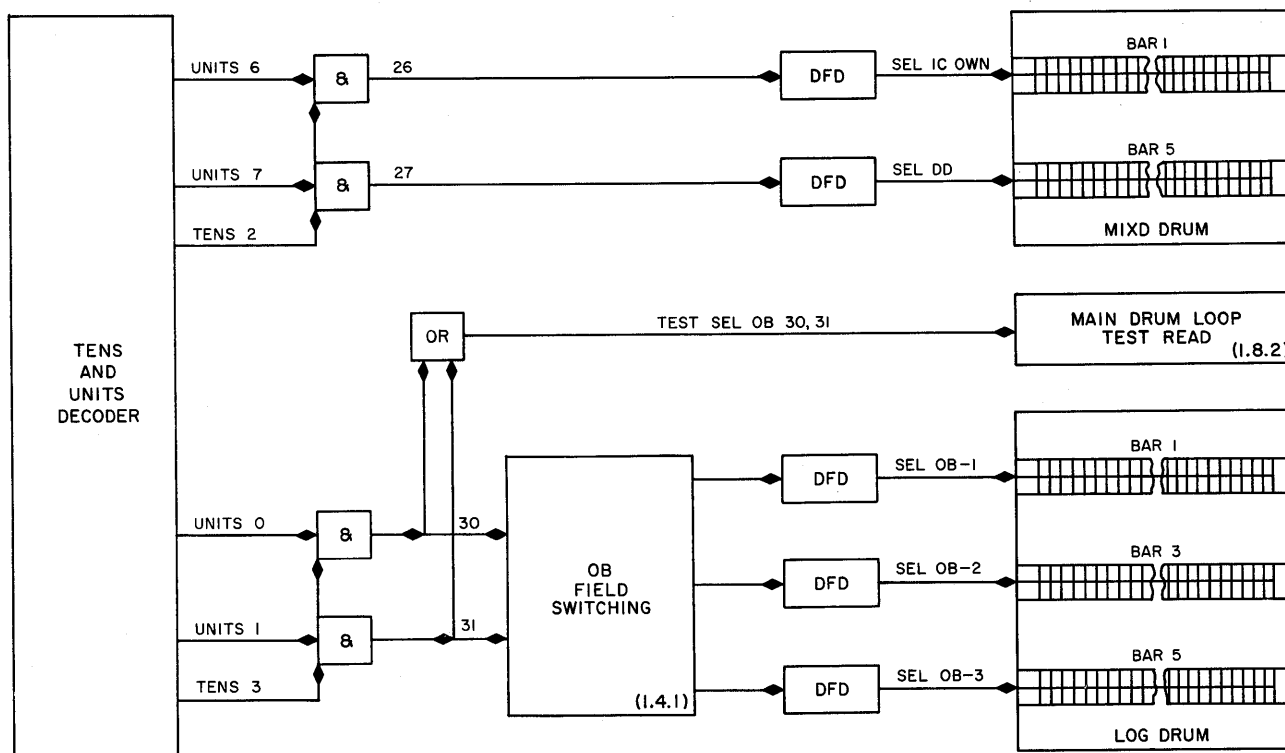 BAR 1
UNITS 6
&
26
DFD
SEL IC OWN
BAR 5
UNITS 7
&
27
DFD
SEL DD
TENS 2
MIXD DRUM
TENS
AND
UNITS
DECODER
OR
TEST SEL OB 30, 31
MAIN DRUM LOOP
TEST READ
(1.8.2)
BAR 1
DFD
SEL OB-1
UNITS 0
&
30
OB
FIELD
SWITCHING
(1.4.1)
BAR 3
DFD
SEL OB-2
UNITS 1
&
31
TENS 3
BAR 5
DFD
SEL OB-3
LOG DRUM